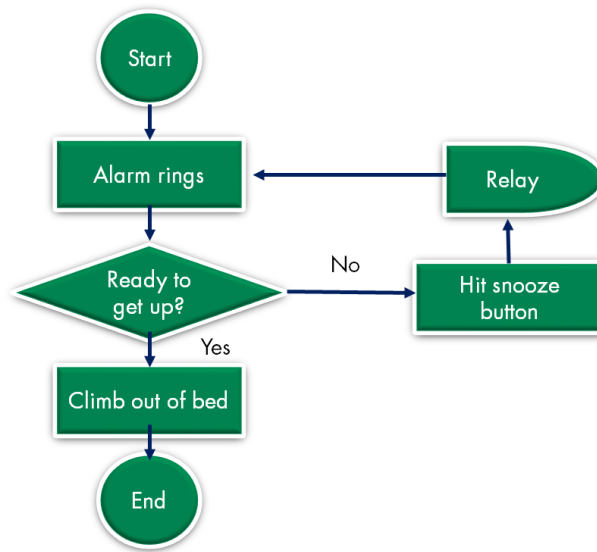 Start
Alarm rings
Relay
Ready to
get up?
No
Hit snooze
button
Yes
Climb out of bed
End